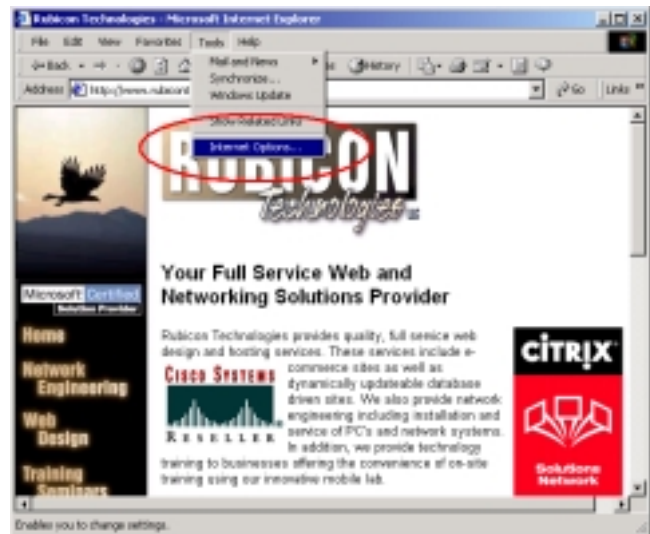 Rubicon Technologies - Microsoft Internet Explorer
File Edit View Favorites Tools Help
Back
History
Mail and News
Synchronize...
Windows Update
Show Related Links
Internet Options...
Address
Go
Links
RUBICON
Technologies
Microsoft Certified
Solution Provider
Home
Network
Engineering
Web
Design
Training
Seminars
Your Full Service Web and
Networking Solutions Provider
Rubicon Technologies provides quality, full service web
design and hosting services. These services include e-
commerce sites as well as
dynamically updateable database
driven sites. We also provide network
engineering including installation and
service of PC's and network systems.
In addition, we provide technology
training to businesses offering the convenience of on-site
training using our innovative mobile lab.
CISCO SYSTEMS
RESELLER
CITRIX
Solutions
Network
Enables you to change settings.